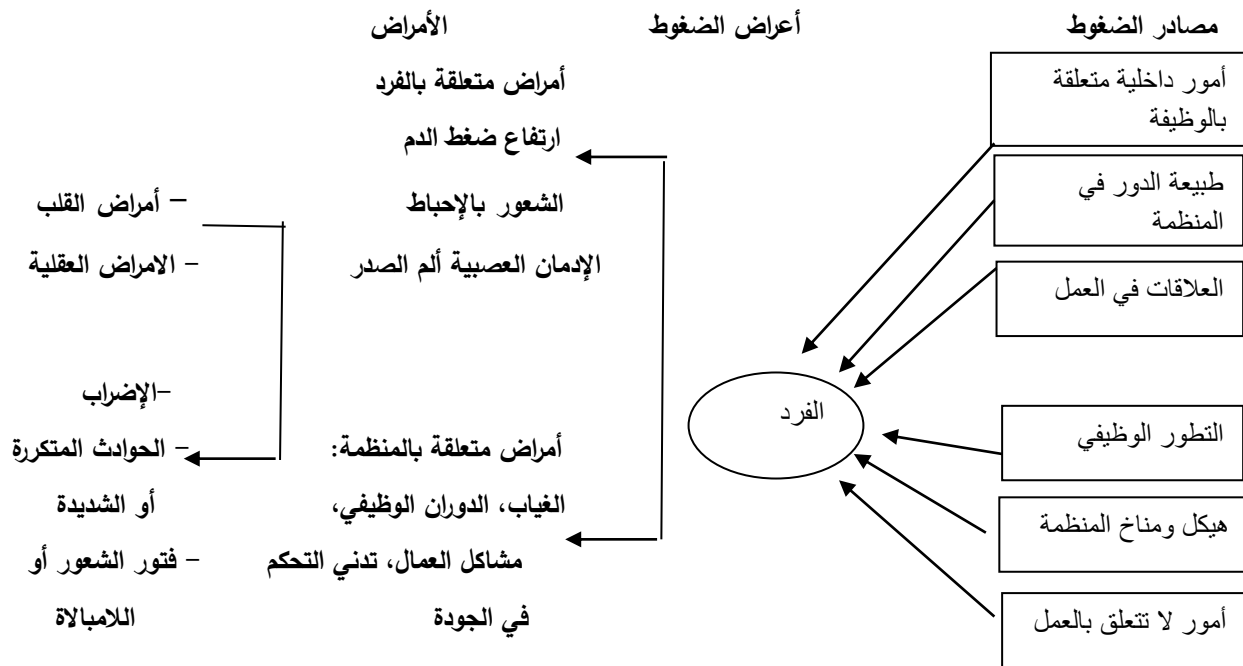 مصادر الضغوط
أعراض الضغوط
الأمراض
أمور داخلية متعلقة
بالوظيفة
طبيعة الدور في
المنظمة
العلاقات في العمل
التطور الوظيفي
هيكل ومناخ المنظمة
أمور لا تتعلق بالعمل
الفرد
أمراض متعلقة بالفرد
ارتفاع ضغط الدم
الشعور بالإحباط
الإدمان العصبية ألم الصدر
أمراض متعلقة بالمنظمة:
الغياب، الدوران الوظيفي،
مشاكل العمال، تدني التحكم
في الجودة
– أمراض القلب
– الامراض العقلية
–الإضراب
– الحوادث المتكررة
أو الشديدة
– فتور الشعور أو
اللامبالاة